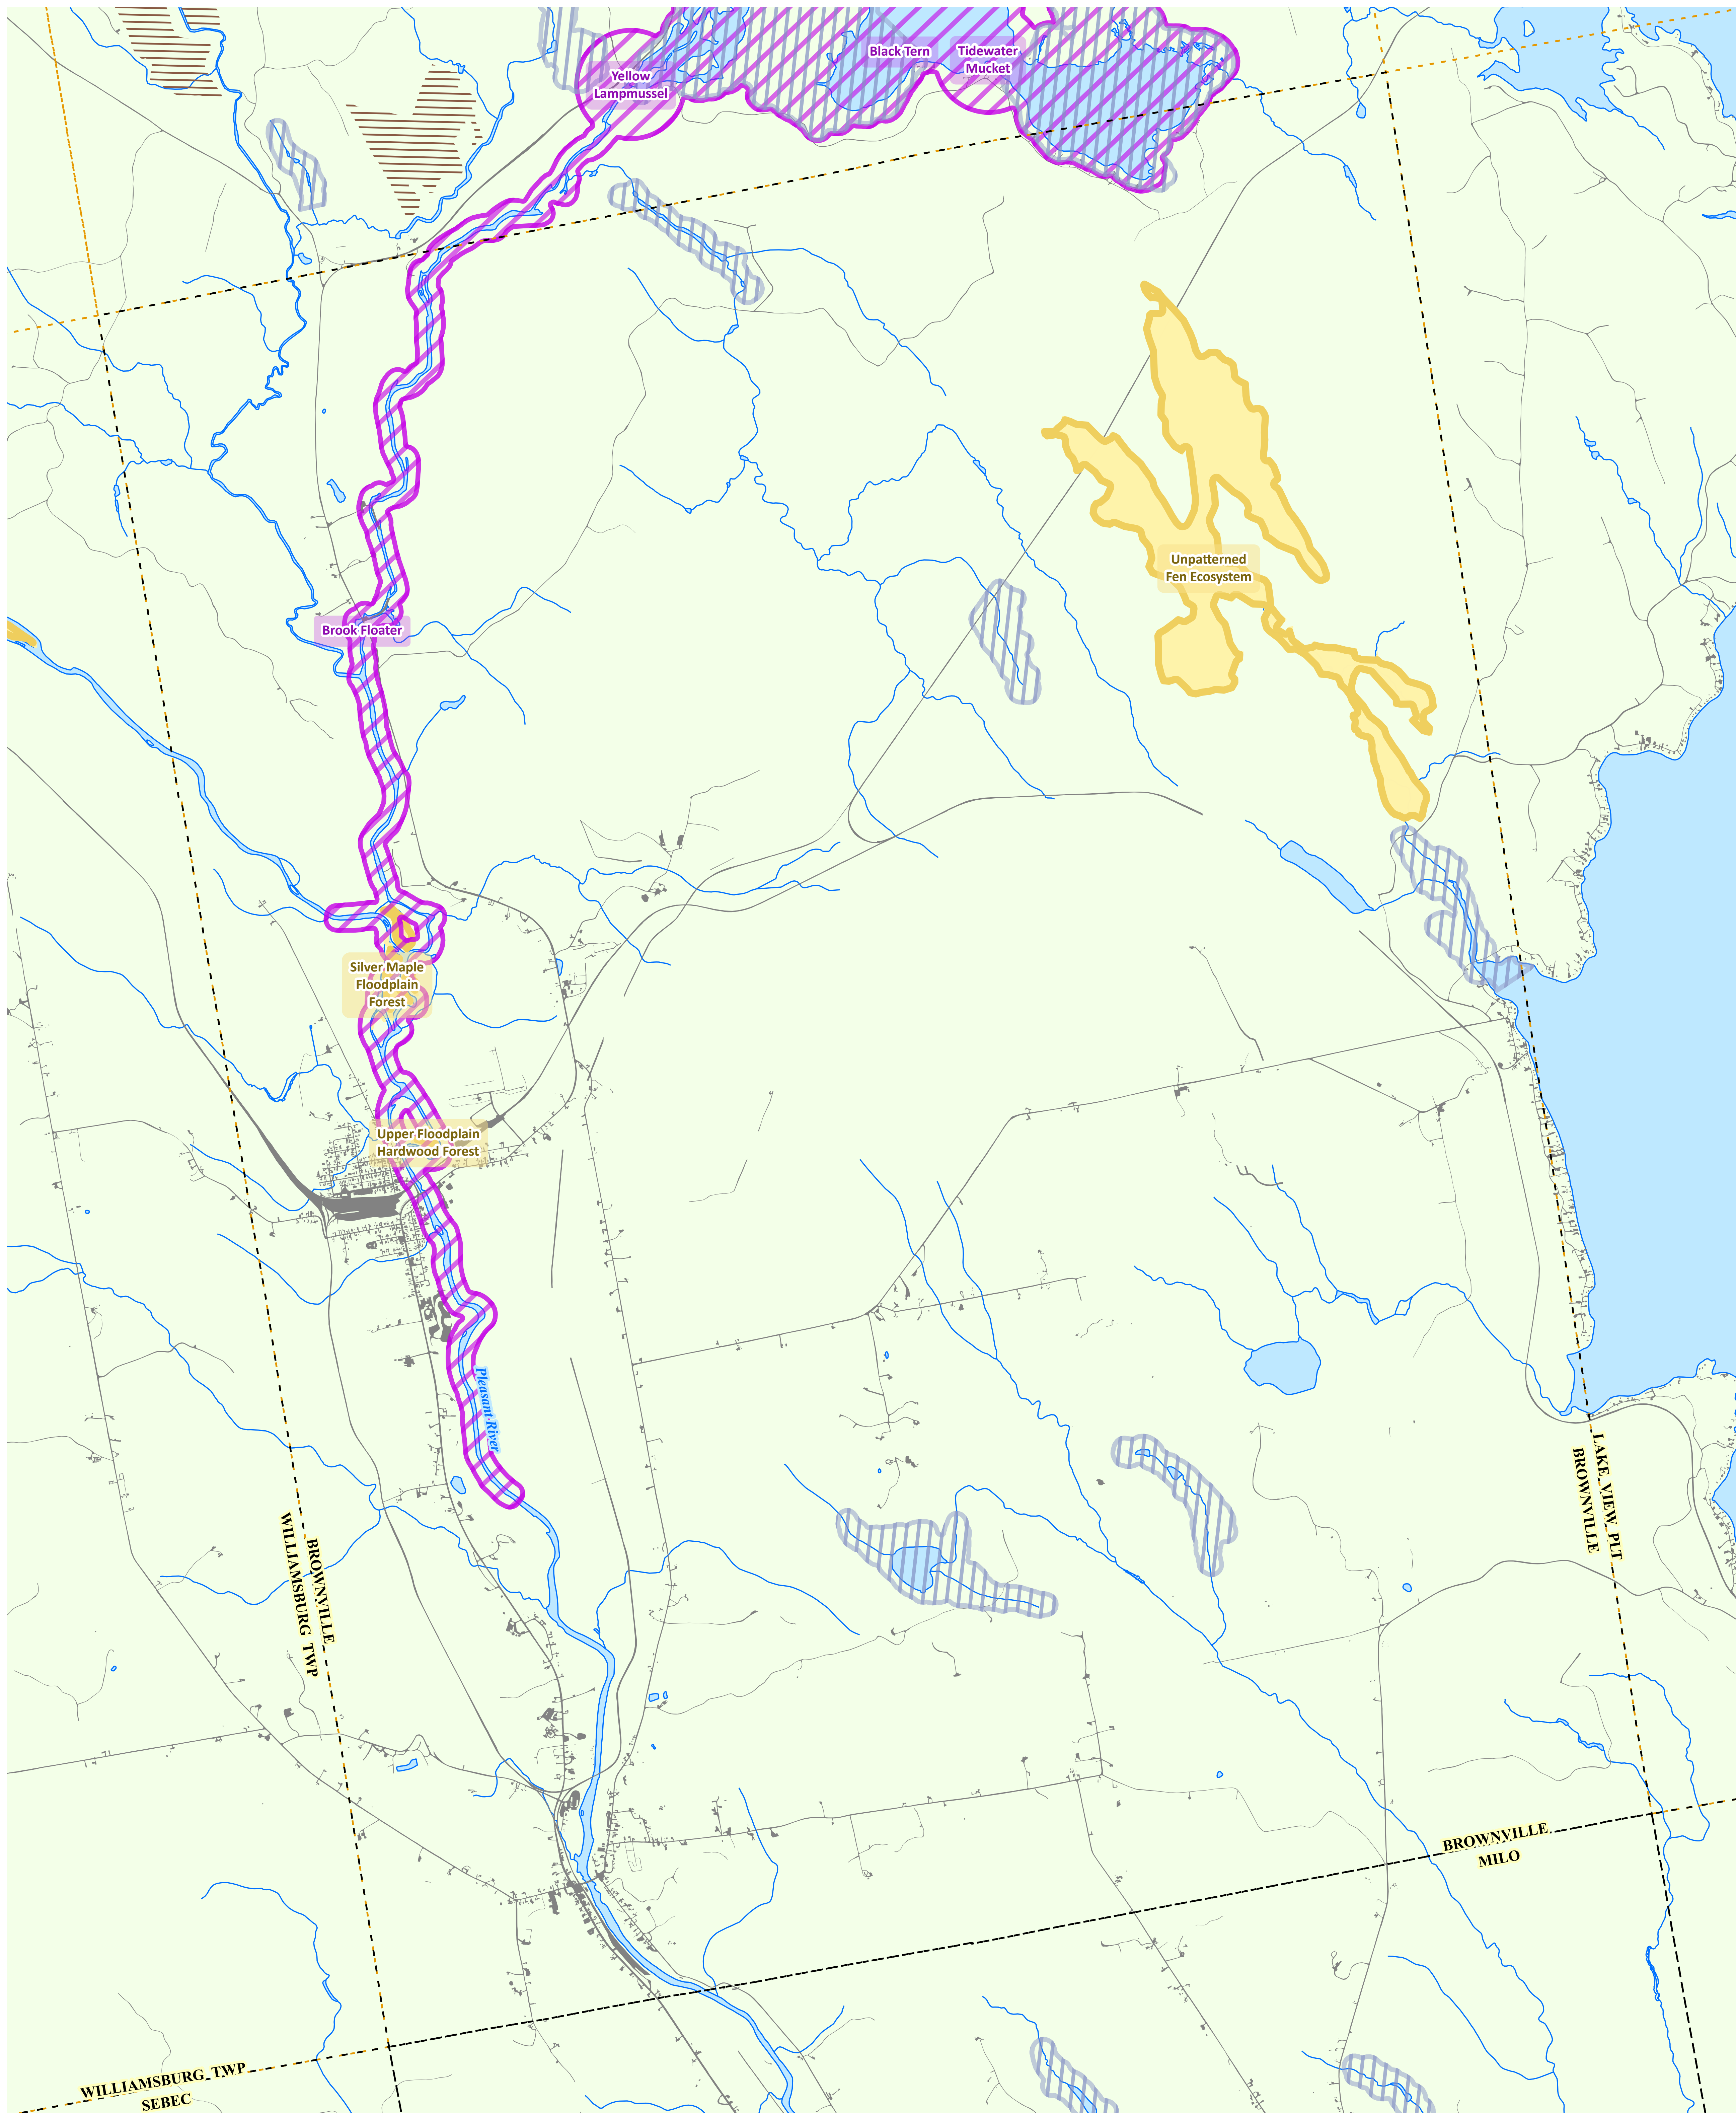 Black Tern
Tidewater
Mucket
Yellow
Lampmussel
Unpatterned
Fen Ecosystem
Brook Floater
Silver Maple
Floodplain
Forest
Upper Floodplain
Hardwood Forest
Pleasant River
LAKE VIEW PLT
BROWNVILLE
BROWNVILLE
WILLIAMSBURG TWP
BROWNVILLE
MILO
WILLIAMSBURG TWP
SEBEC